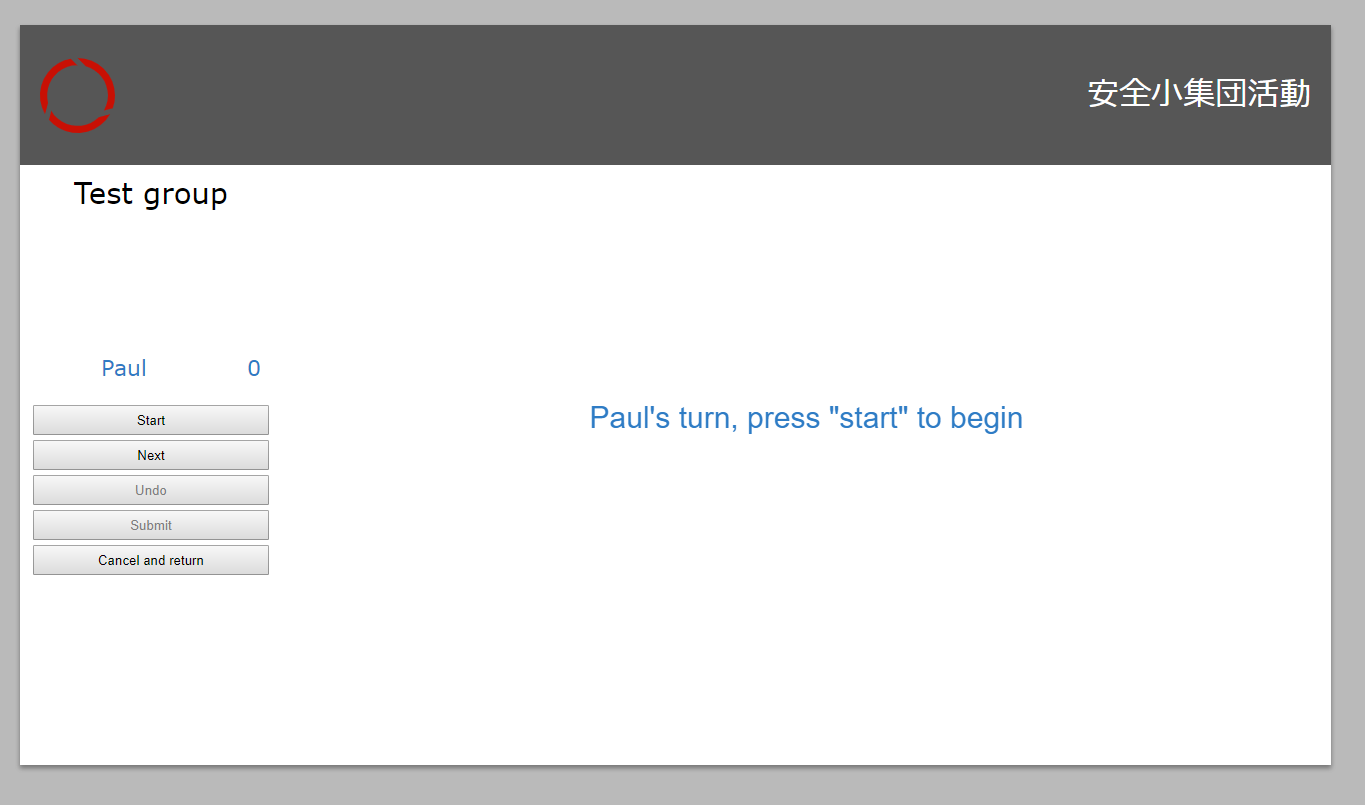 安全小集団活動
Test group
Paul 0
Start
Next
Undo
Submit
Cancel and return
Paul's turn, press "start" to begin